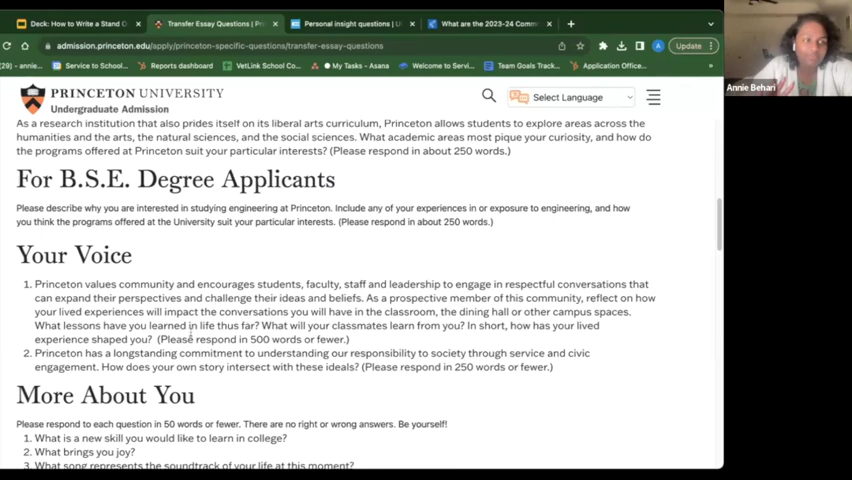 Deck: How to Write a Stand O
Transfer Essay Questions | Pri
Personal insight questions | U
What are the 2023-24 Comm
admission.princeton.edu/apply/princeton-specific-questions/transfer-essay-questions
Update
(29) - annie...
Service to School...
Reports dashboard
VetLink School Co...
My Tasks - Asana
Welcome to Servi...
Team Goals Track...
Application Office...
Annie Behari
PRINCETON UNIVERSITY
Undergraduate Admission
Select Language
As a research institution that also prides itself on its liberal arts curriculum, Princeton allows students to explore areas across the
humanities and the arts, the natural sciences, and the social sciences. What academic areas most pique your curiosity, and how do
the programs offered at Princeton suit your particular interests? (Please respond in about 250 words.)
For B.S.E. Degree Applicants
Please describe why you are interested in studying engineering at Princeton. Include any of your experiences in or exposure to engineering, and how
you think the programs offered at the University suit your particular interests. (Please respond in about 250 words.)
Your Voice
1. Princeton values community and encourages students, faculty, staff and leadership to engage in respectful conversations that
can expand their perspectives and challenge their ideas and beliefs. As a prospective member of this community, reflect on how
your lived experiences will impact the conversations you will have in the classroom, the dining hall or other campus spaces.
What lessons have you learned in life thus far? What will your classmates learn from you? In short, how has your lived
experience shaped you? (Please respond in 500 words or fewer.)
2. Princeton has a longstanding commitment to understanding our responsibility to society through service and civic
engagement. How does your own story intersect with these ideals? (Please respond in 250 words or fewer.)
More About You
Please respond to each question in 50 words or fewer. There are no right or wrong answers. Be yourself!
1. What is a new skill you would like to learn in college?
2. What brings you joy?
3. What song represents the soundtrack of your life at this moment?